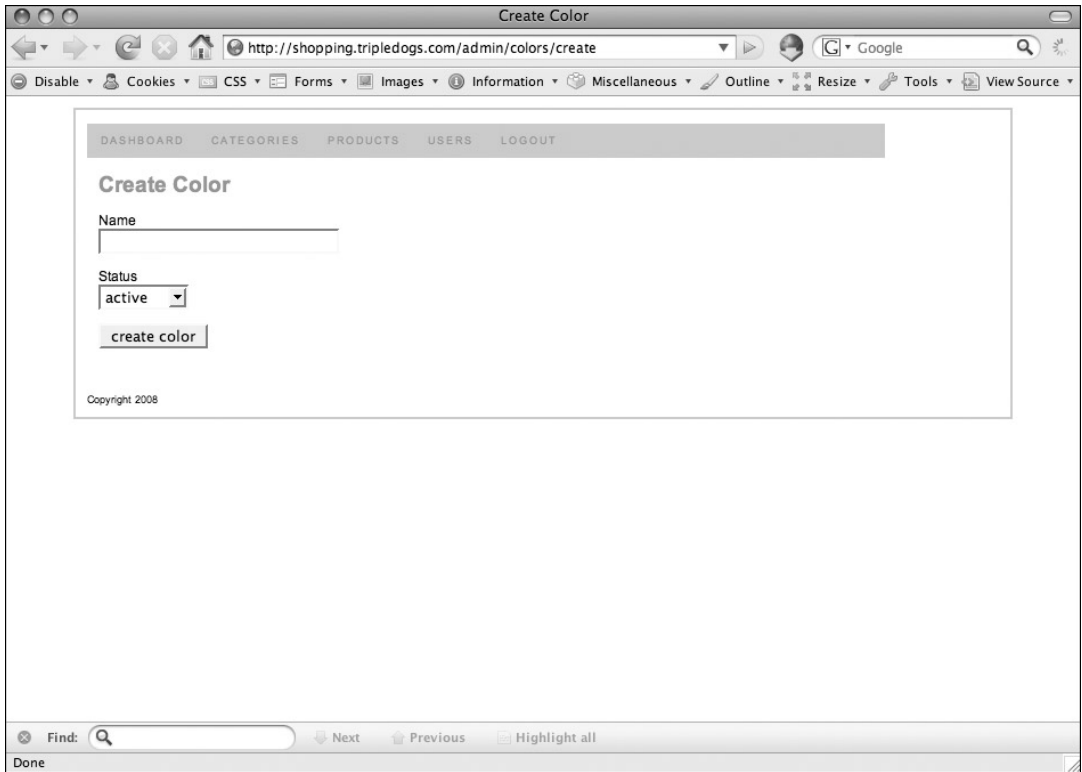 Create Color
http://shopping.tripledogs.com/admin/colors/create
G Google
Disable Cookies CSS Forms Images Information Miscellaneous Outline Resize Tools View Source
DASHBOARD CATEGORIES PRODUCTS USERS LOGOUT
Create Color
Name
Status
active
create color
Copyright 2008
Find: Next Previous Highlight all
Done